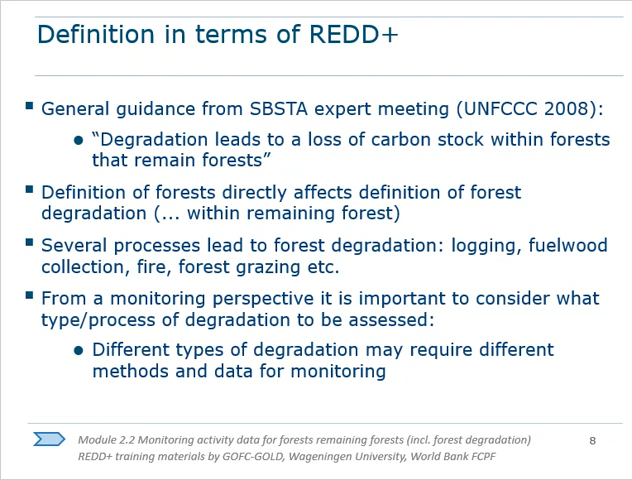 Definition in terms of REDD+
General guidance from SBSTA expert meeting (UNFCCC 2008):
“Degradation leads to a loss of carbon stock within forests
that remain forests”
Definition of forests directly affects definition of forest
degradation (... within remaining forest)
Several processes lead to forest degradation: logging, fuelwood
collection, fire, forest grazing etc.
From a monitoring perspective it is important to consider what
type/process of degradation to be assessed:
Different types of degradation may require different
methods and data for monitoring
Module 2.2 Monitoring activity data for forests remaining forests (incl. forest degradation)
REDD+ training materials by GOFC-GOLD, Wageningen University, World Bank FCPF
8